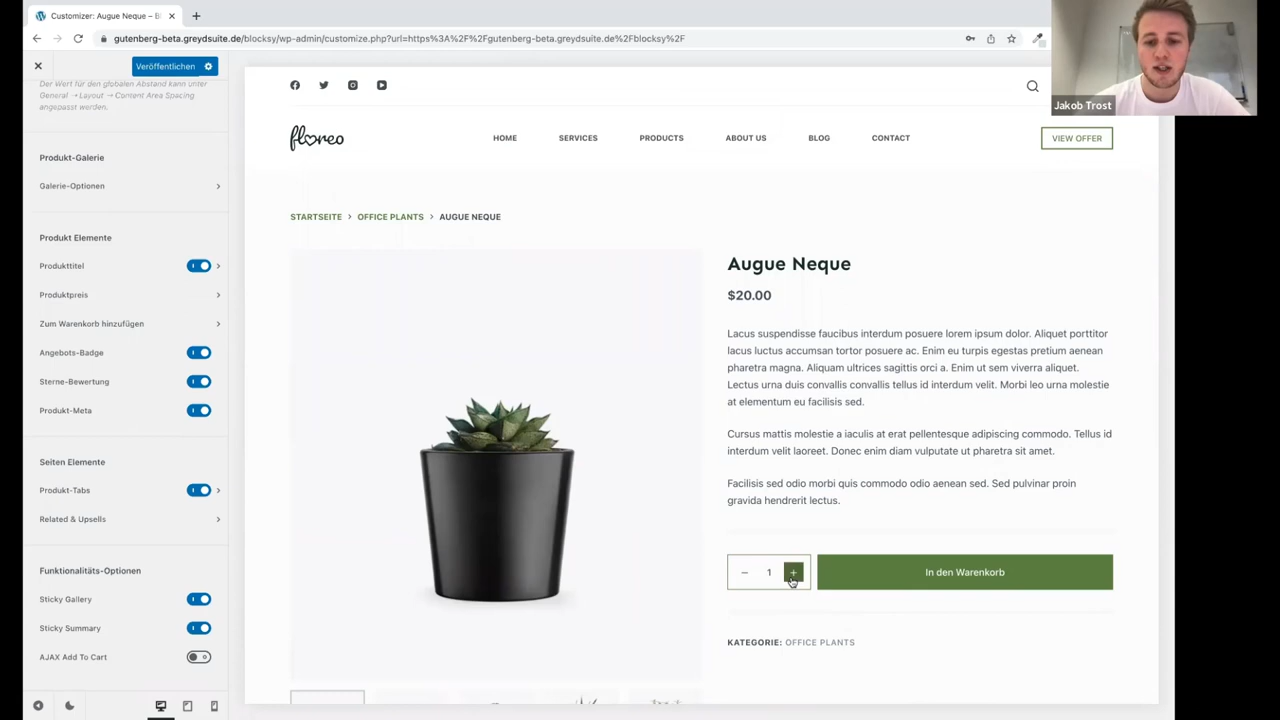 Customizer: Augue Neque – Bl
gutenberg-beta.greydsuite.de/blocksy/wp-admin/customize.php?url=https%3A%2F%2Fgutenberg-beta.greydsuite.de%2Fblocksy%2F
Jakob Trost
Veröffentlichen
Der Wert für den globalen Abstand kann unter
General → Layout → Content Area Spacing
angepasst werden.
Produkt-Galerie
Galerie-Optionen
Produkt Elemente
Produkttitel
Produktpreis
Zum Warenkorb hinzufügen
Angebots-Badge
Sterne-Bewertung
Produkt-Meta
Seiten Elemente
Produkt-Tabs
Related & Upsells
Funktionalitäts-Optionen
Sticky Gallery
Sticky Summary
AJAX Add To Cart
floreo
HOME
SERVICES
PRODUCTS
ABOUT US
BLOG
CONTACT
VIEW OFFER
STARTSEITE > OFFICE PLANTS > AUGUE NEQUE
Augue Neque
$20.00
Lacus suspendisse faucibus interdum posuere lorem ipsum dolor. Aliquet porttitor
lacus luctus accumsan tortor posuere ac. Enim eu turpis egestas pretium aenean
pharetra magna. Aliquam ultrices sagittis orci a. Enim ut sem viverra aliquet.
Lectus urna duis convallis convallis tellus id interdum velit. Morbi leo urna molestie
at elementum eu facilisis sed.
Cursus mattis molestie a iaculis at erat pellentesque adipiscing commodo. Tellus id
interdum velit laoreet. Donec enim diam vulputate ut pharetra sit amet.
Facilisis sed odio morbi quis commodo odio aenean sed. Sed pulvinar proin
gravida hendrerit lectus.
− 1 +
In den Warenkorb
KATEGORIE: OFFICE PLANTS